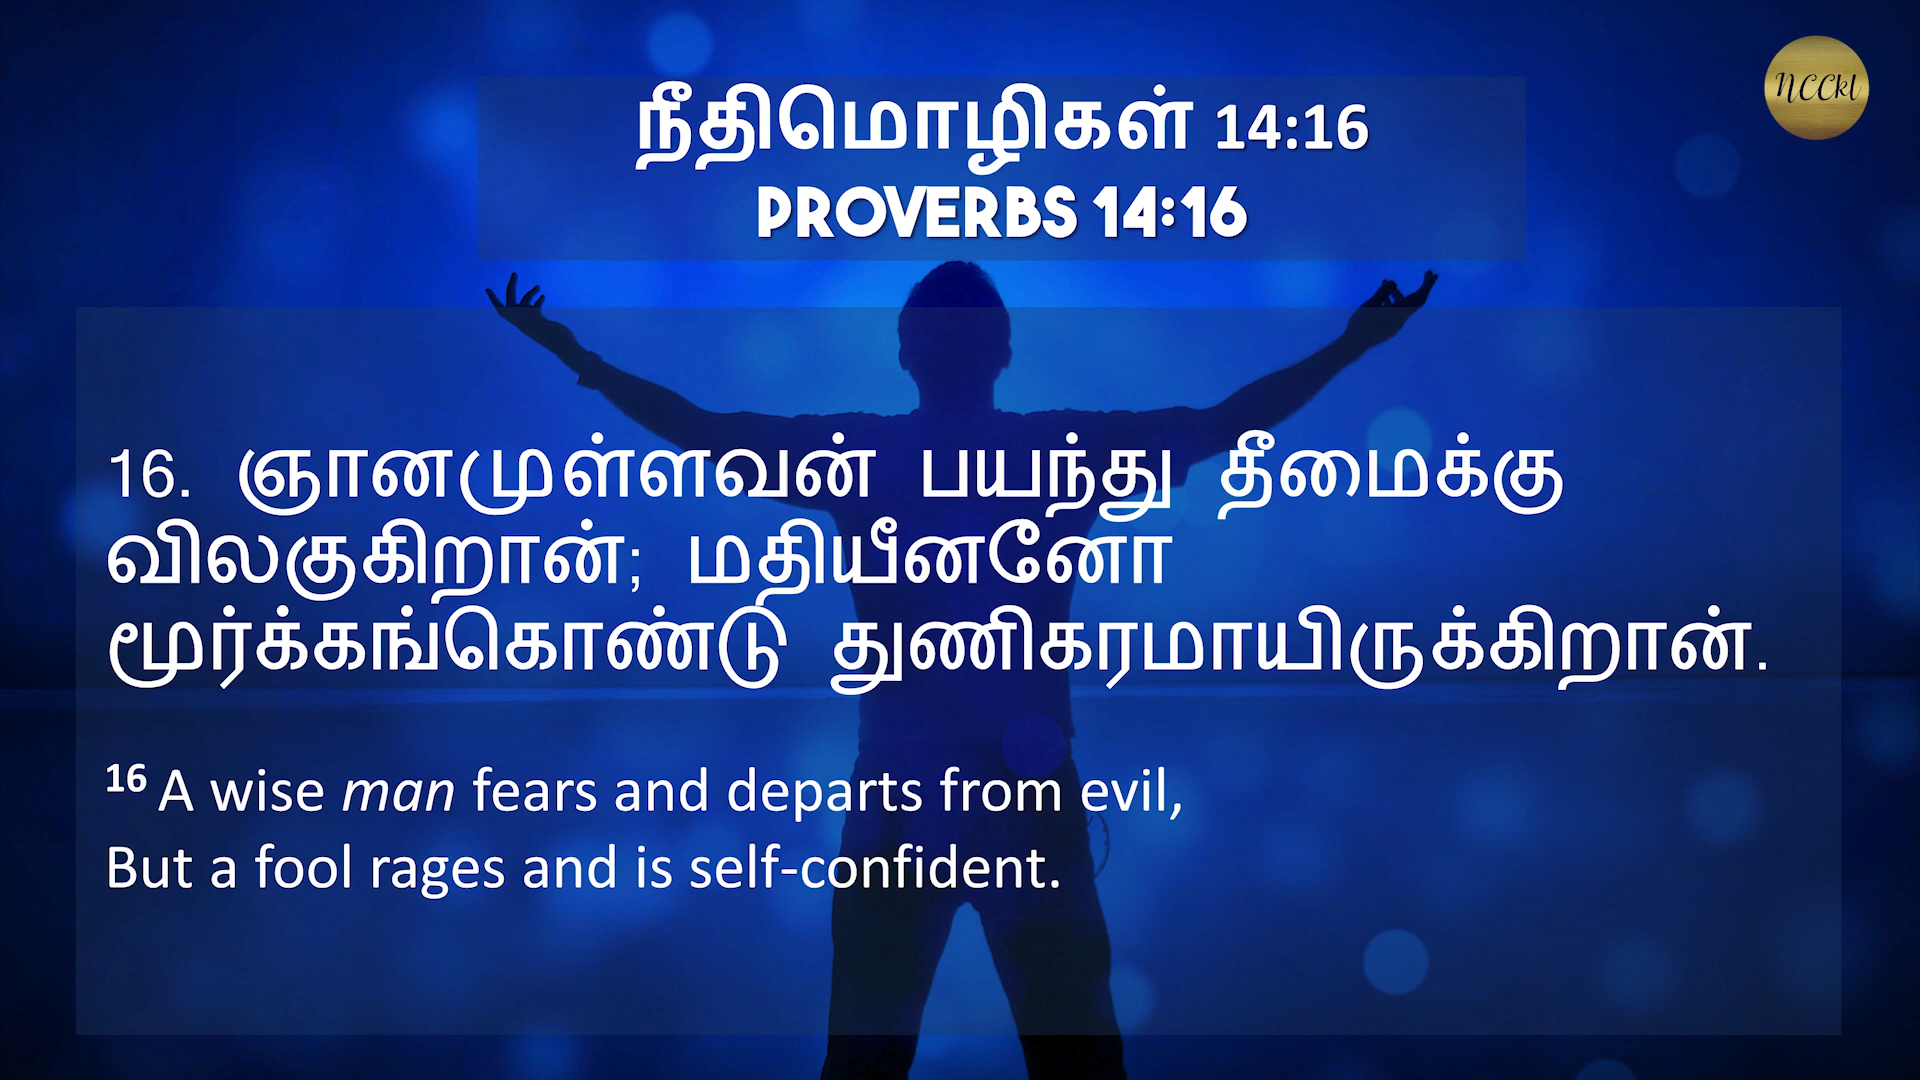 நீதிமொழிகள் 14:16
PROVERBS 14:16
NCCkl
16. ஞானமுள்ளவன் பயந்து தீமைக்கு
விலகுகிறான்; மதியீனனோ
மூர்க்கங்கொண்டு துணிகரமாயிருக்கிறான்.
16 A wise man fears and departs from evil,
But a fool rages and is self-confident.